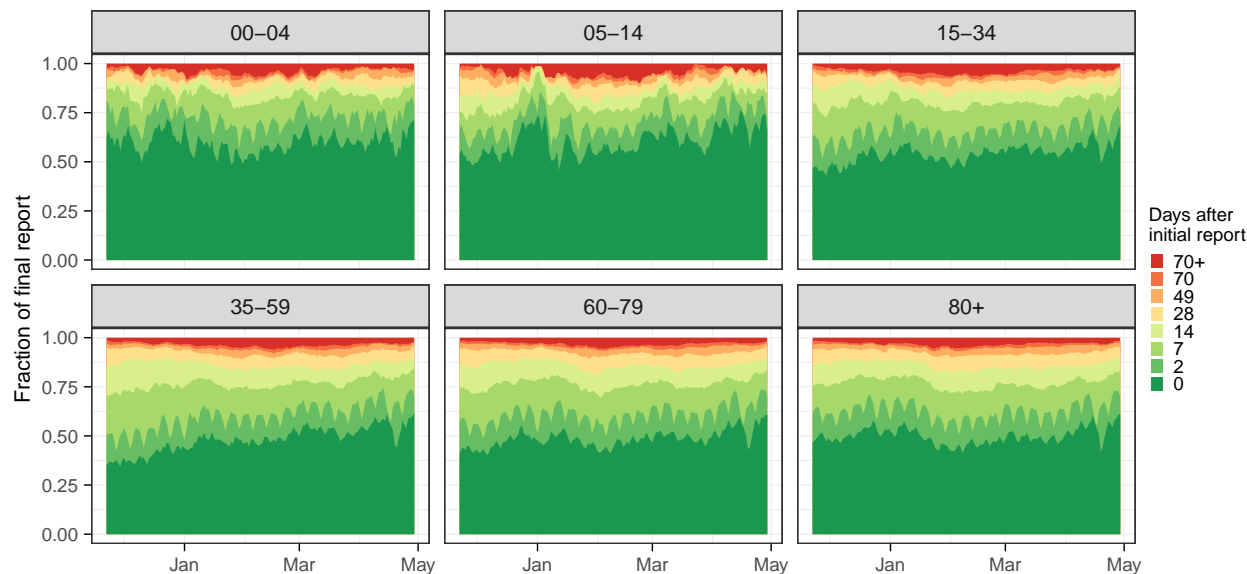 00−04
05−14
15−34
1.00
0.75
0.50
0.25
0.00
35−59
60−79
80+
1.00
0.75
0.50
0.25
0.00
Jan
Mar
May
Jan
Mar
May
Jan
Mar
May
Fraction of final report
Days after
initial report
70+
70
49
28
14
7
2
0